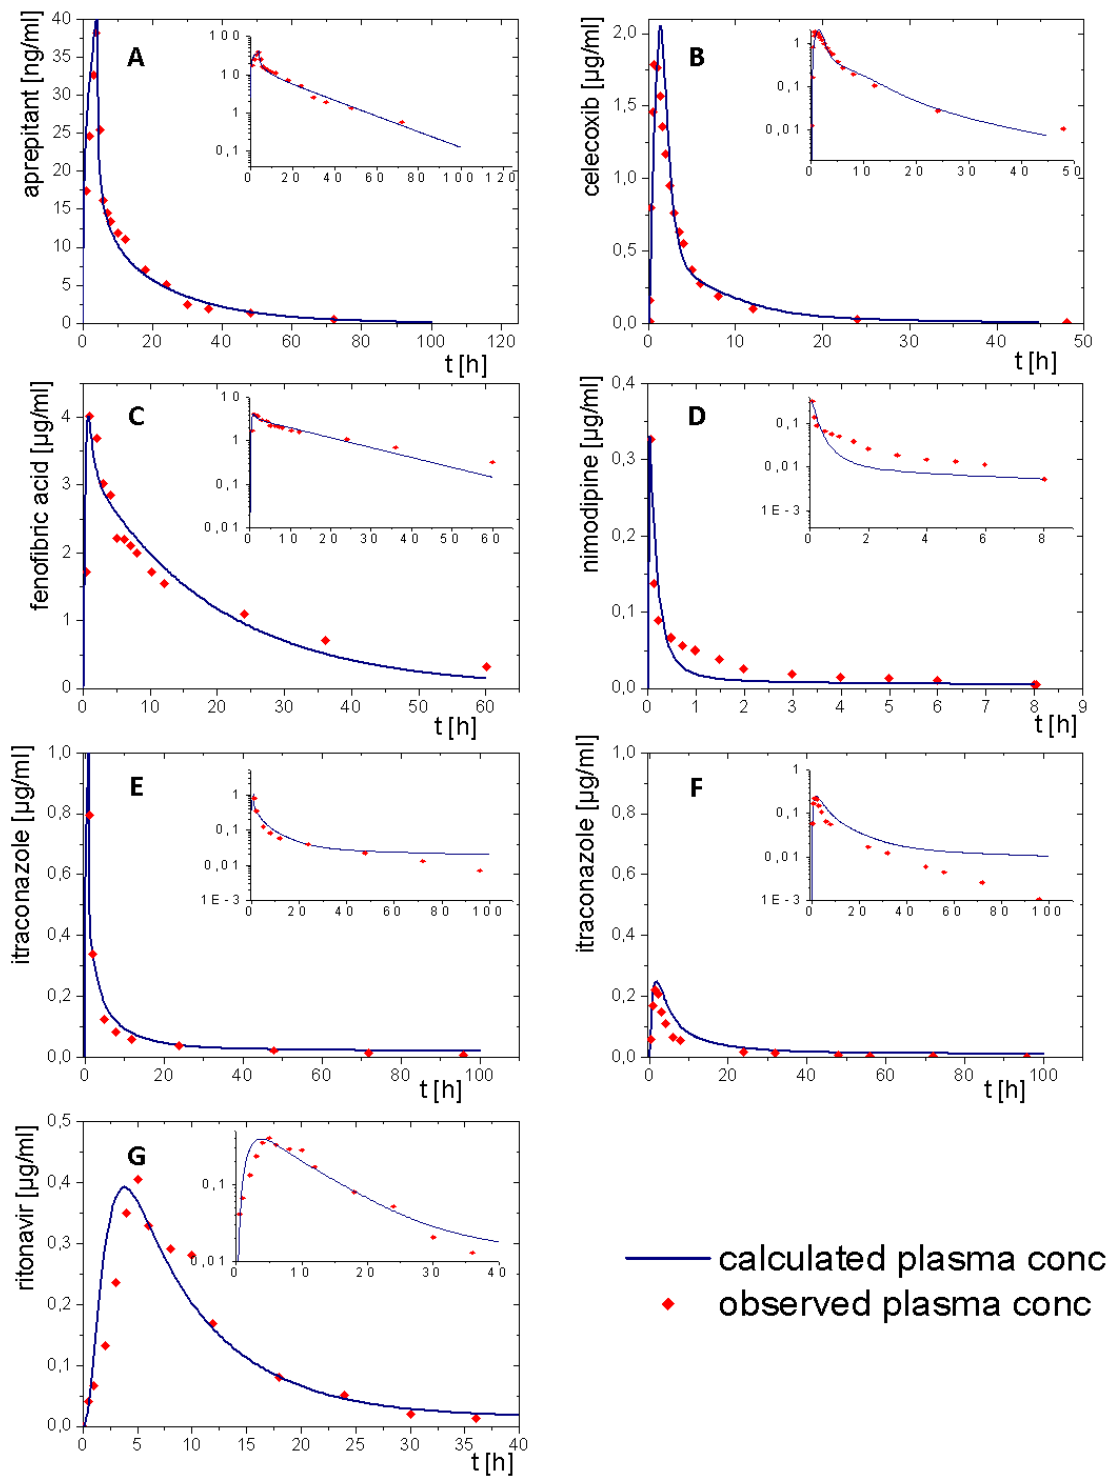 A
aprepitant [ng/ml]
40
35
30
25
20
15
10
5
0
0 20 40 60 80 100 120
t [h]
100
10
1
0,1
0 20 40 60 80 100 120
B
celecoxib [µg/ml]
2,0
1,5
1,0
0,5
0,0
0 10 20 30 40 50
t [h]
1
0,1
0,01
0 10 20 30 40 50
C
fenofibric acid [µg/ml]
4
3
2
1
0
0 10 20 30 40 50 60
t [h]
10
1
0,1
0,01
0 5 10 15 20 25 30 35 40 45 50 55 60
D
nimodipine [µg/ml]
0,4
0,3
0,2
0,1
0,0
0 1 2 3 4 5 6 7 8 9
t [h]
0,1
0,01
1E-3
0 2 4 6 8
E
itraconazole [µg/ml]
1,0
0,8
0,6
0,4
0,2
0,0
0 20 40 60 80 100
t [h]
1
0,1
0,01
1E-3
0 20 40 60 80 100
F
itraconazole [µg/ml]
1,0
0,8
0,6
0,4
0,2
0,0
0 20 40 60 80 100
t [h]
1
0,1
0,01
1E-3
0 20 40 60 80 100
G
ritonavir [µg/ml]
0,5
0,4
0,3
0,2
0,1
0,0
0 5 10 15 20 25 30 35 40
t [h]
0,1
0,01
0 10 20 30 40
calculated plasma conc
observed plasma conc